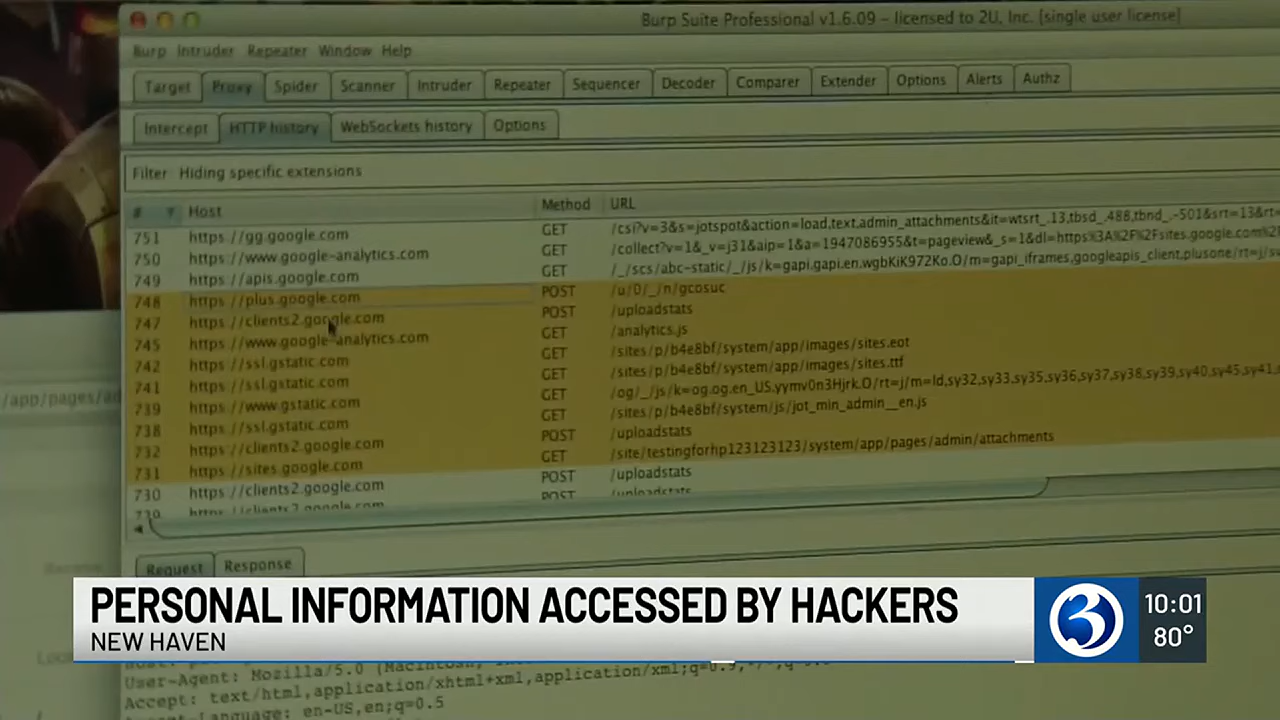 Burp Suite Professional v1.6.09 – licensed to 2U, Inc. [single user license]
Burp Intruder Repeater Window Help
Target Proxy Spider Scanner Intruder Repeater Sequencer Decoder Comparer Extender Options Alerts Authz
Intercept HTTP history WebSockets history Options
Filter Hiding specific extensions
# Host Method URL
751 https://gg.google.com GET /csi?v=3&s=jotspot&action=load,text,admin_attachments&it=wtsrt_.13,tbsd_.488,tbnd_.-501&srt=13&rt=
750 https://www.google-analytics.com GET /collect?v=1&_v=j31&aip=1&a=1947086955&t=pageview&_s=1&dl=https%3A%2F%2Fsites.google.com%2
749 https://apis.google.com GET /_/scs/abc-static/_/js/k=gapi.gapi.en.wgbKiK972Ko.O/m=gapi_iframes,googleapis_client,plusone/rt=j/
748 https://plus.google.com POST /u/0/_/n/gcosuc
747 https://clients2.google.com POST /uploadstats
745 https://www.google-analytics.com GET /analytics.js
742 https://ssl.gstatic.com GET /sites/p/b4e8bf/system/app/images/sites.eot
741 https://ssl.gstatic.com GET /sites/p/b4e8bf/system/app/images/sites.ttf
739 https://www.gstatic.com GET /og/_/js/k=og.og.en_US.yymv0n3Hjrk.O/rt=j/m=ld,sy32,sy33,sy35,sy36,sy37,sy38,sy39,sy40,sy45,sy41,
738 https://ssl.gstatic.com GET /sites/p/b4e8bf/system/js/jot_min_admin__en.js
732 https://clients2.google.com POST /uploadstats
731 https://sites.google.com GET /site/testingforhp123123123/system/app/pages/admin/attachments
730 https://clients2.google.com POST /uploadstats
https://clients2.google.com POST /uploadstats
/app/pages/ad
Request Response
PERSONAL INFORMATION ACCESSED BY HACKERS
NEW HAVEN
3
10:01
80°
User-Agent: Mozilla/5.0 (Macintosh,
Accept: text/html,application/xhtml+xml,application/xml;q=0.9,
Accept-Language: en-US,en;q=0.5